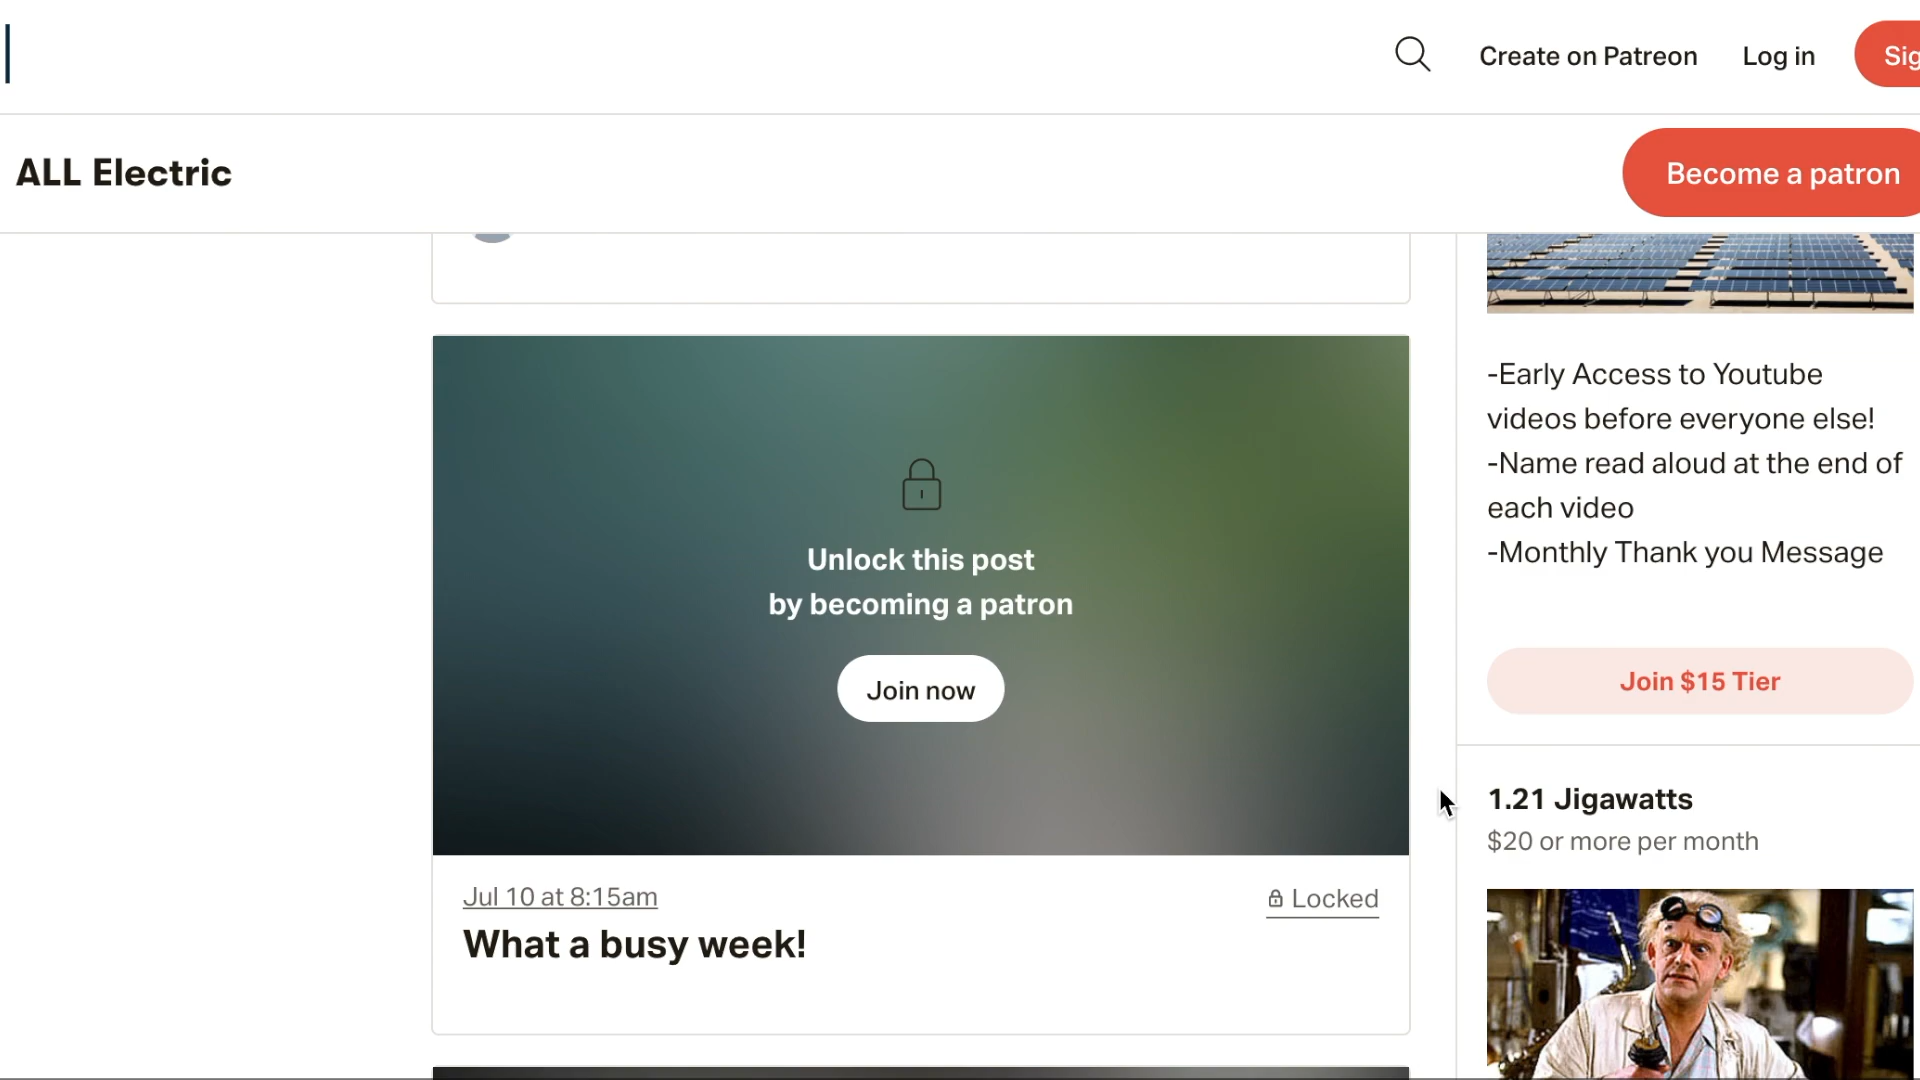 Create on Patreon
Log in
Sig
ALL Electric
Become a patron
-Early Access to Youtube
videos before everyone else!
-Name read aloud at the end of
each video
-Monthly Thank you Message
Join $15 Tier
Unlock this post
by becoming a patron
Join now
Jul 10 at 8:15am
Locked
What a busy week!
1.21 Jigawatts
$20 or more per month